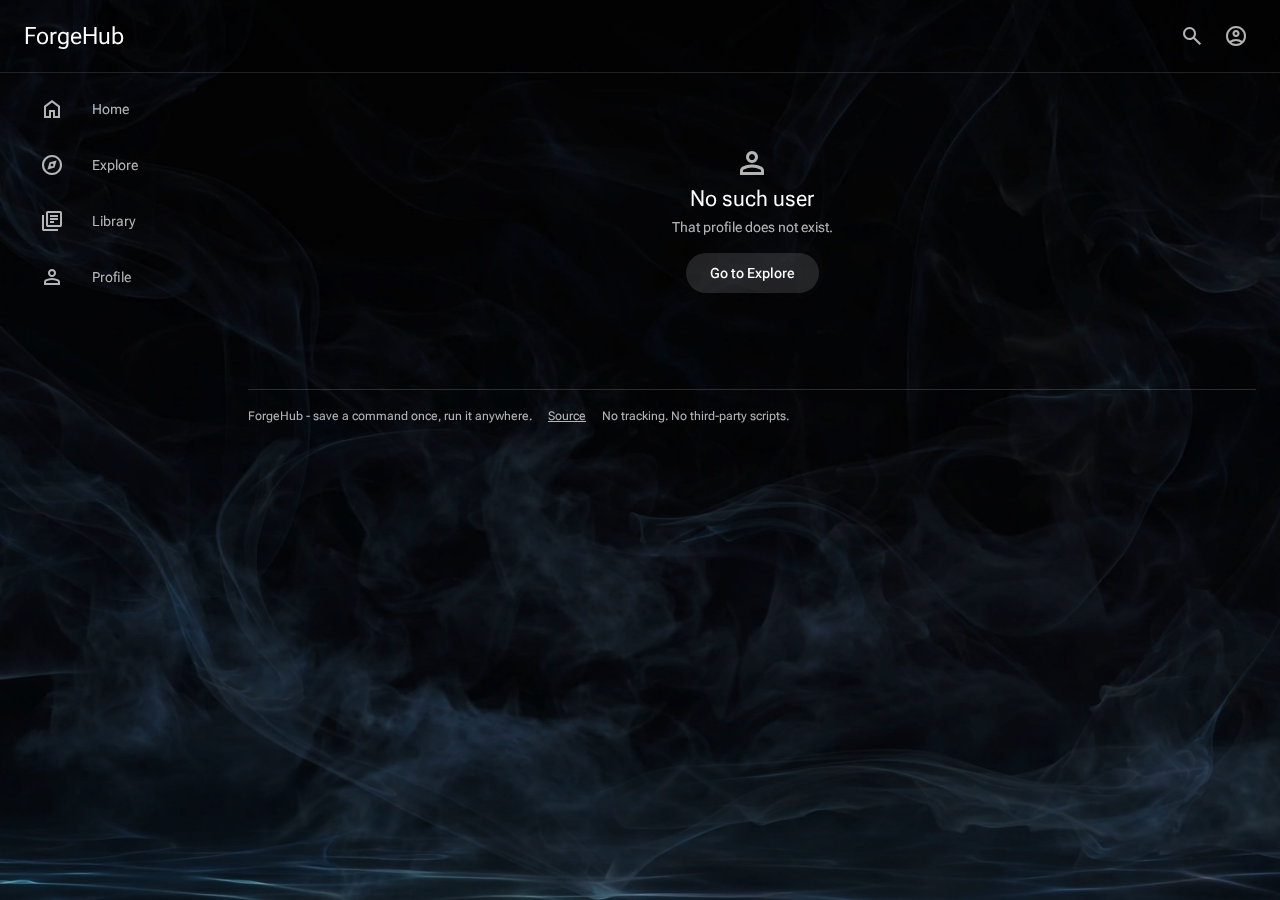 ForgeHub
Home
Explore
Library
Profile
No such user
That profile does not exist.
Go to Explore
ForgeHub - save a command once, run it anywhere. Source No tracking. No third-party scripts.